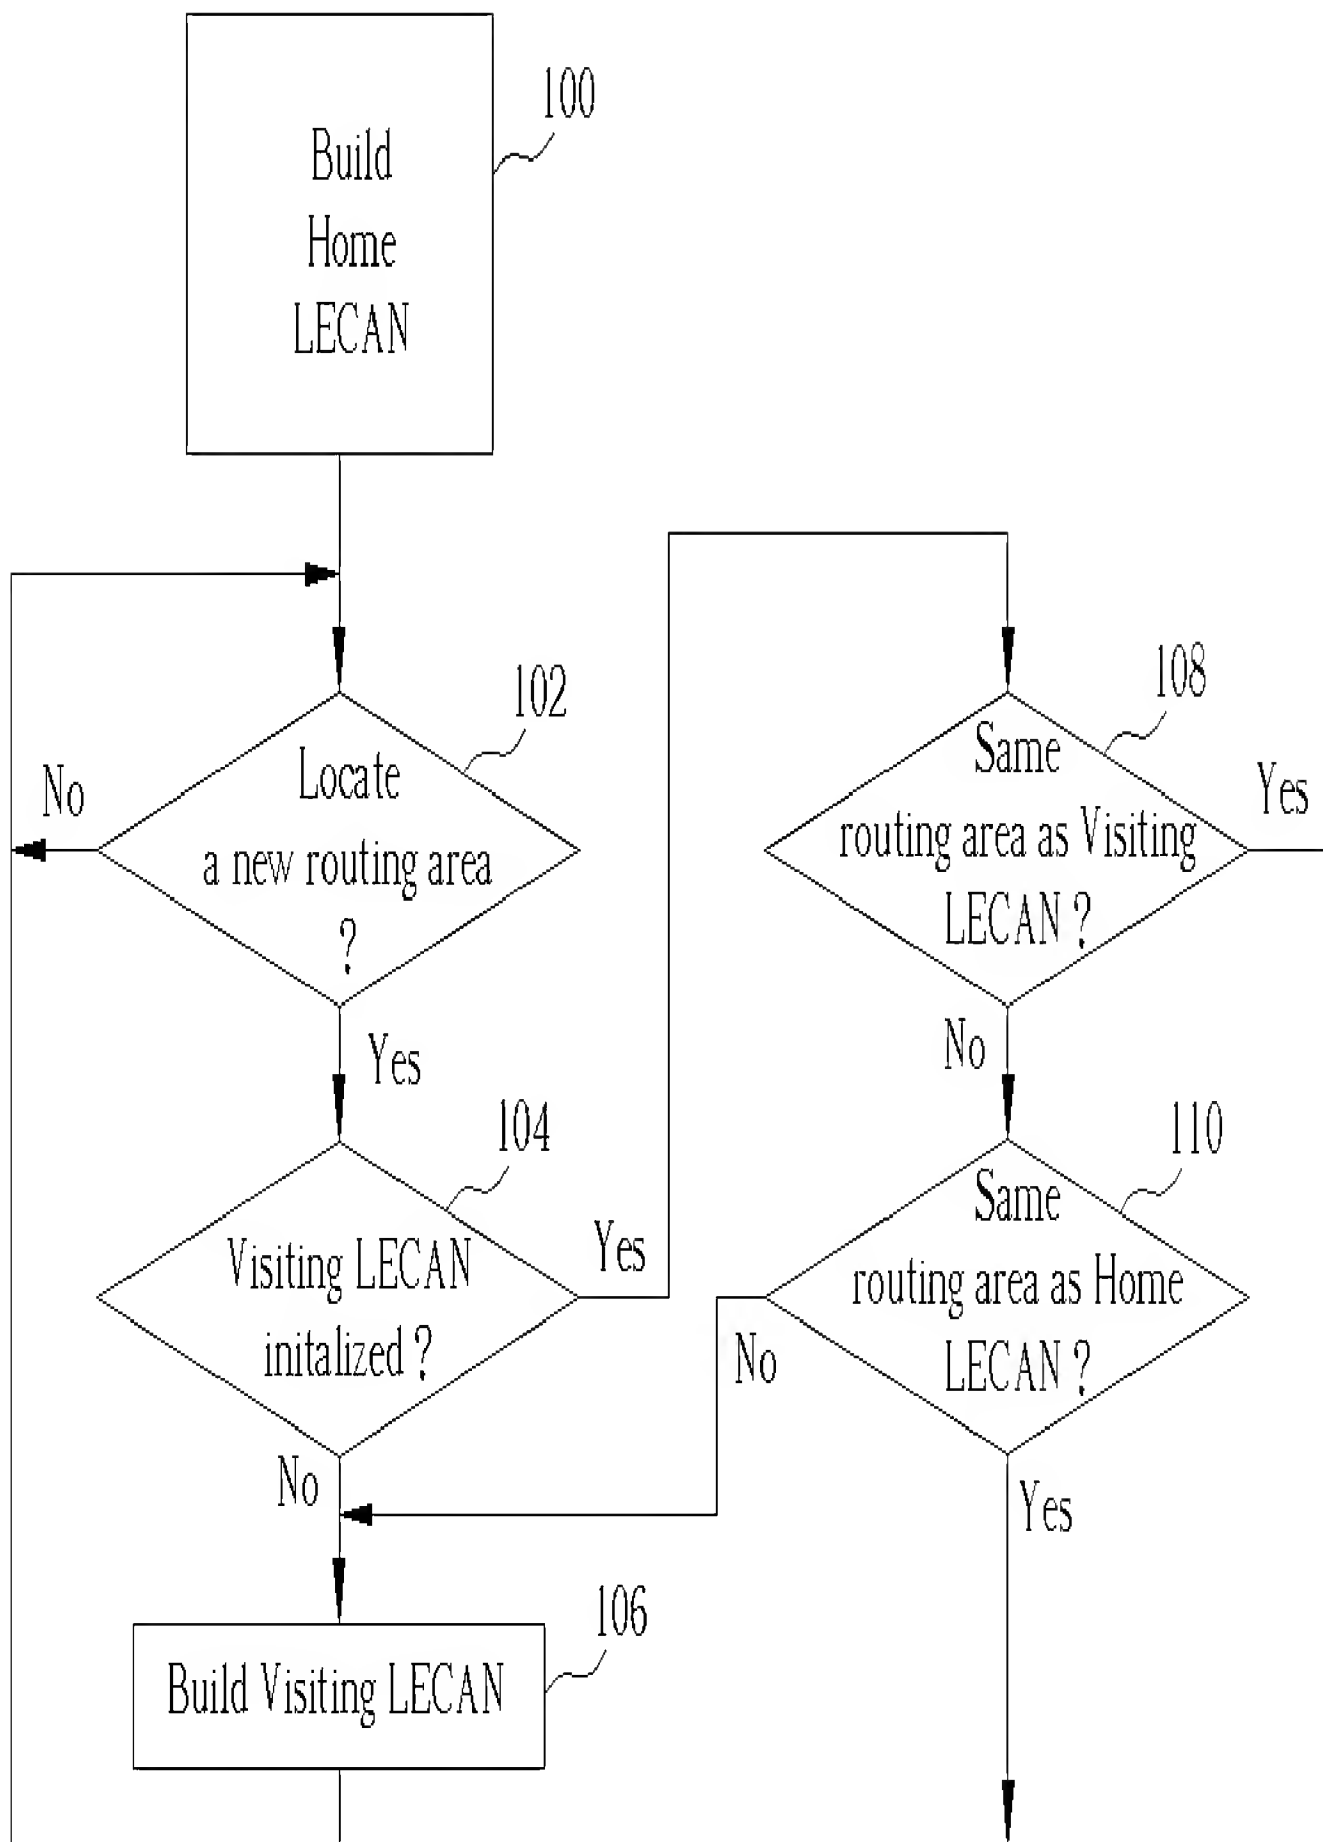 100
Build
Home
LECAN
102
Locate
a new routing area
?
No
Yes
104
Visiting LECAN
initalized ?
Yes
No
106
Build Visiting LECAN
108
Same
routing area as Visiting
LECAN ?
Yes
No
110
Same
routing area as Home
LECAN ?
No
Yes